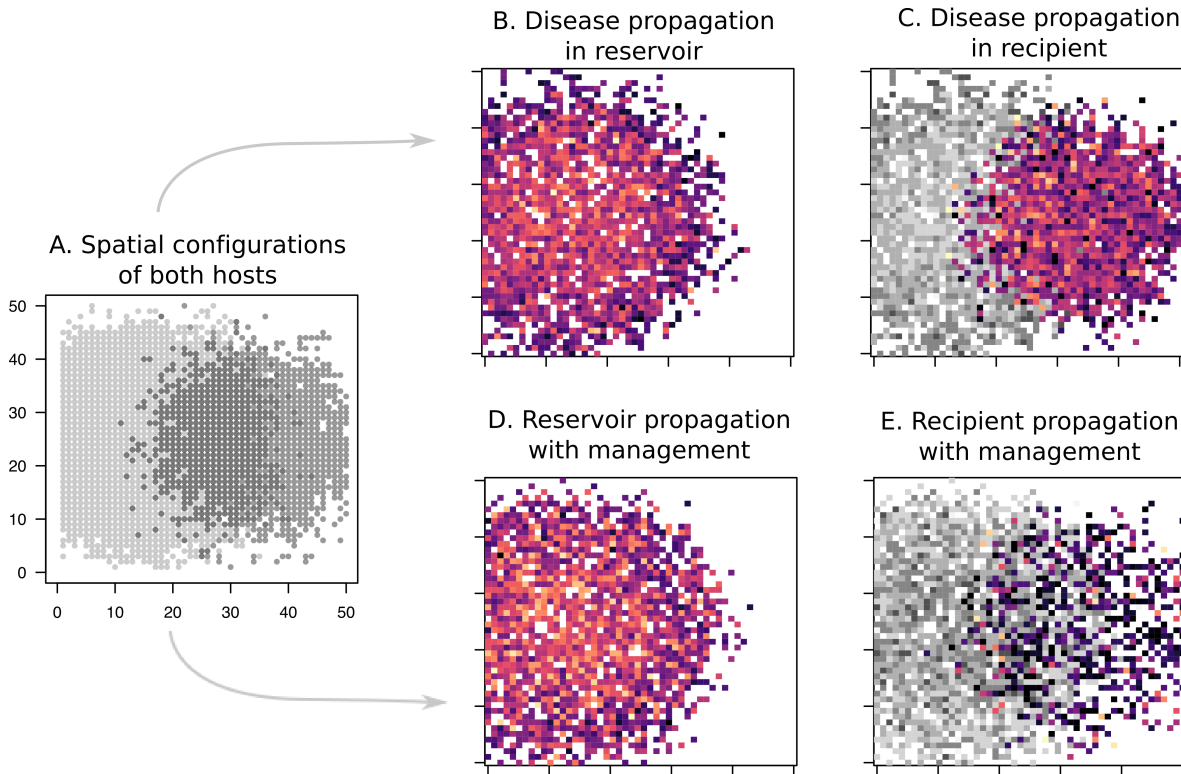 B. Disease propagation
in reservoir
C. Disease propagation
in recipient
A. Spatial configurations
of both hosts
50
40
30
20
10
0
0 10 20 30 40 50
D. Reservoir propagation
with management
E. Recipient propagation
with management